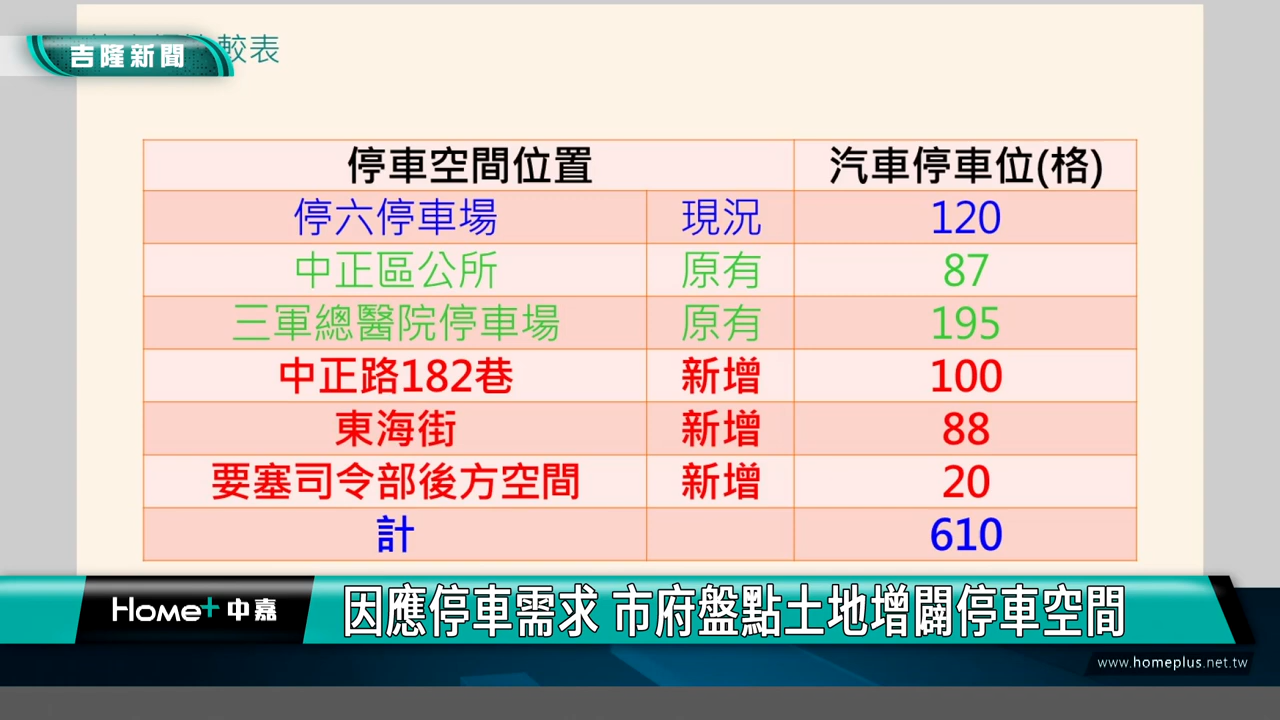 吉隆新聞
較表
停車空間位置 汽車停車位(格)
停六停車場 現況 120
中正區公所 原有 87
三軍總醫院停車場 原有 195
中正路182巷 新增 100
東海街 新增 88
要塞司令部後方空間 新增 20
計 610
Home+中嘉
因應停車需求 市府盤點土地增闢停車空間
www.homeplus.net.tw